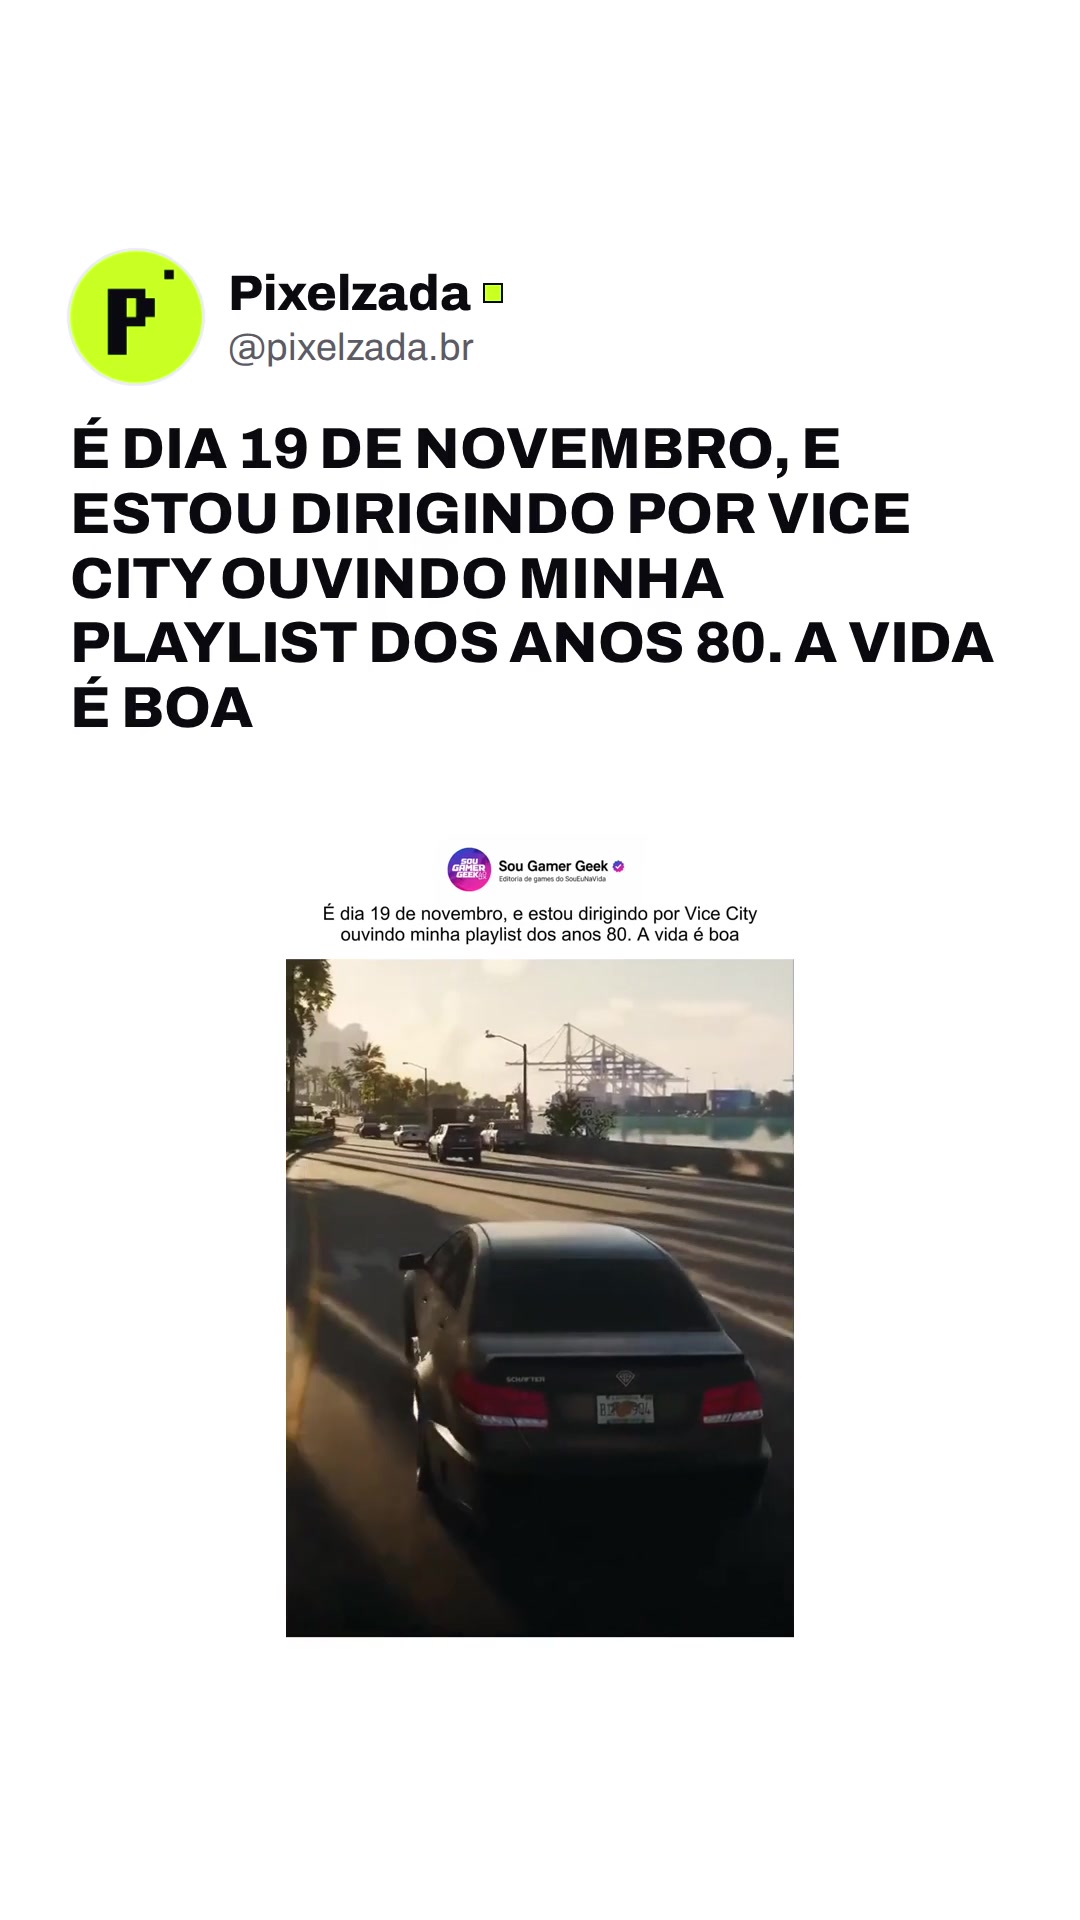 Pixelzada
@pixelzada.br
É DIA 19 DE NOVEMBRO, E
ESTOU DIRIGINDO POR VICE
CITY OUVINDO MINHA
PLAYLIST DOS ANOS 80. A VIDA
É BOA
SOU
GAMER
GEEK
Sou Gamer Geek
Editoria de games do SouEuNaVida
É dia 19 de novembro, e estou dirigindo por Vice City
ouvindo minha playlist dos anos 80. A vida é boa
SCHAFTER